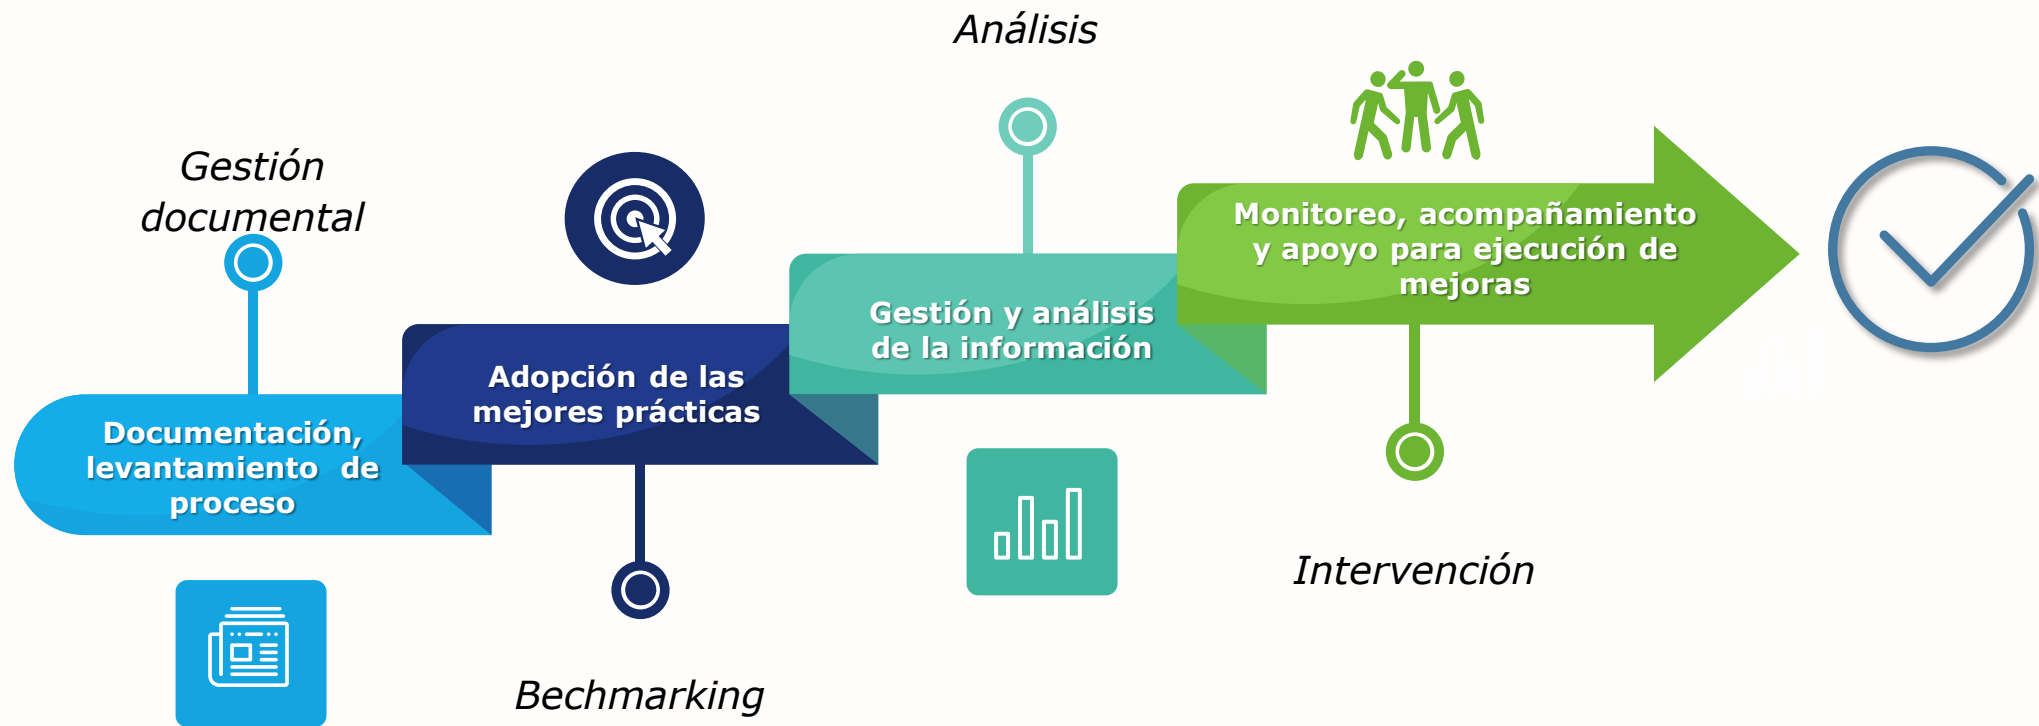 Gestión
documental
Documentación,
levantamiento de
proceso
Adopción de las
mejores prácticas
Bechmarking
Análisis
Gestión y análisis
de la información
Monitoreo, acompañamiento
y apoyo para ejecución de
mejoras
Intervención